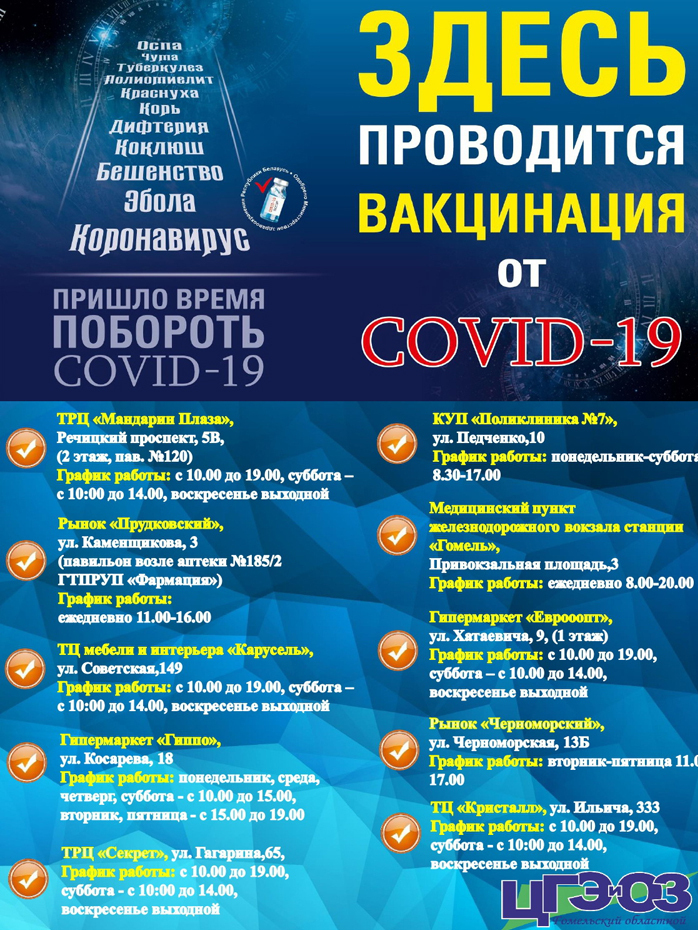 Оспа
Чума
Туберкулез
Полиомиелит
Краснуха
Корь
Дифтерия
Коклюш
Бешенство
Эбола
Коронавирус
ПРИШЛО ВРЕМЯ
ПОБОРОТЬ
COVID-19
ЗДЕСЬ
ПРОВОДИТСЯ
ВАКЦИНАЦИЯ
от
COVID-19
ТРЦ «Мандарин Плаза»,
Речицкий проспект, 5В,
(2 этаж, пав. №120)
График работы: с 10.00 до 19.00, суббота –
с 10:00 до 14.00, воскресенье выходной
Рынок «Прудковский»,
ул. Каменщикова, 3
(павильон возле аптеки №185/2
ГТПРУП «Фармация»)
График работы:
ежедневно 11.00-16.00
ТЦ мебели и интерьера «Карусель»,
ул. Советская,149
График работы: с 10.00 до 19.00, суббота –
с 10:00 до 14.00, воскресенье выходной
Гипермаркет «Гиппо»,
ул. Косарева, 18
График работы: понедельник, среда,
четверг, суббота - с 10.00 до 15.00,
вторник, пятница - с 15.00 до 19.00
ТРЦ «Секрет», ул. Гагарина,65,
График работы: с 10.00 до 19.00,
суббота - с 10:00 до 14.00,
воскресенье выходной
КУП «Поликлиника №7»,
ул. Педченко,10
График работы: понедельник-суббота
8.30-17.00
Медицинский пункт
железнодорожного вокзала станции
«Гомель»,
Привокзальная площадь,3
График работы: ежедневно 8.00-20.00
Гипермаркет «Еврооопт»,
ул. Хатаевича, 9, (1 этаж)
График работы: с 10.00 до 19.00,
суббота – с 10.00 до 14.00,
воскресенье выходной
Рынок «Черноморский»,
ул. Черноморская, 13Б
График работы: вторник-пятница 11.0
17.00
ТЦ «Кристалл», ул. Ильича, 333
График работы: с 10.00 до 19.00,
суббота - с 10:00 до 14.00,
воскресенье выходной
ЦГЭ и ОЗ
Гомельский областной